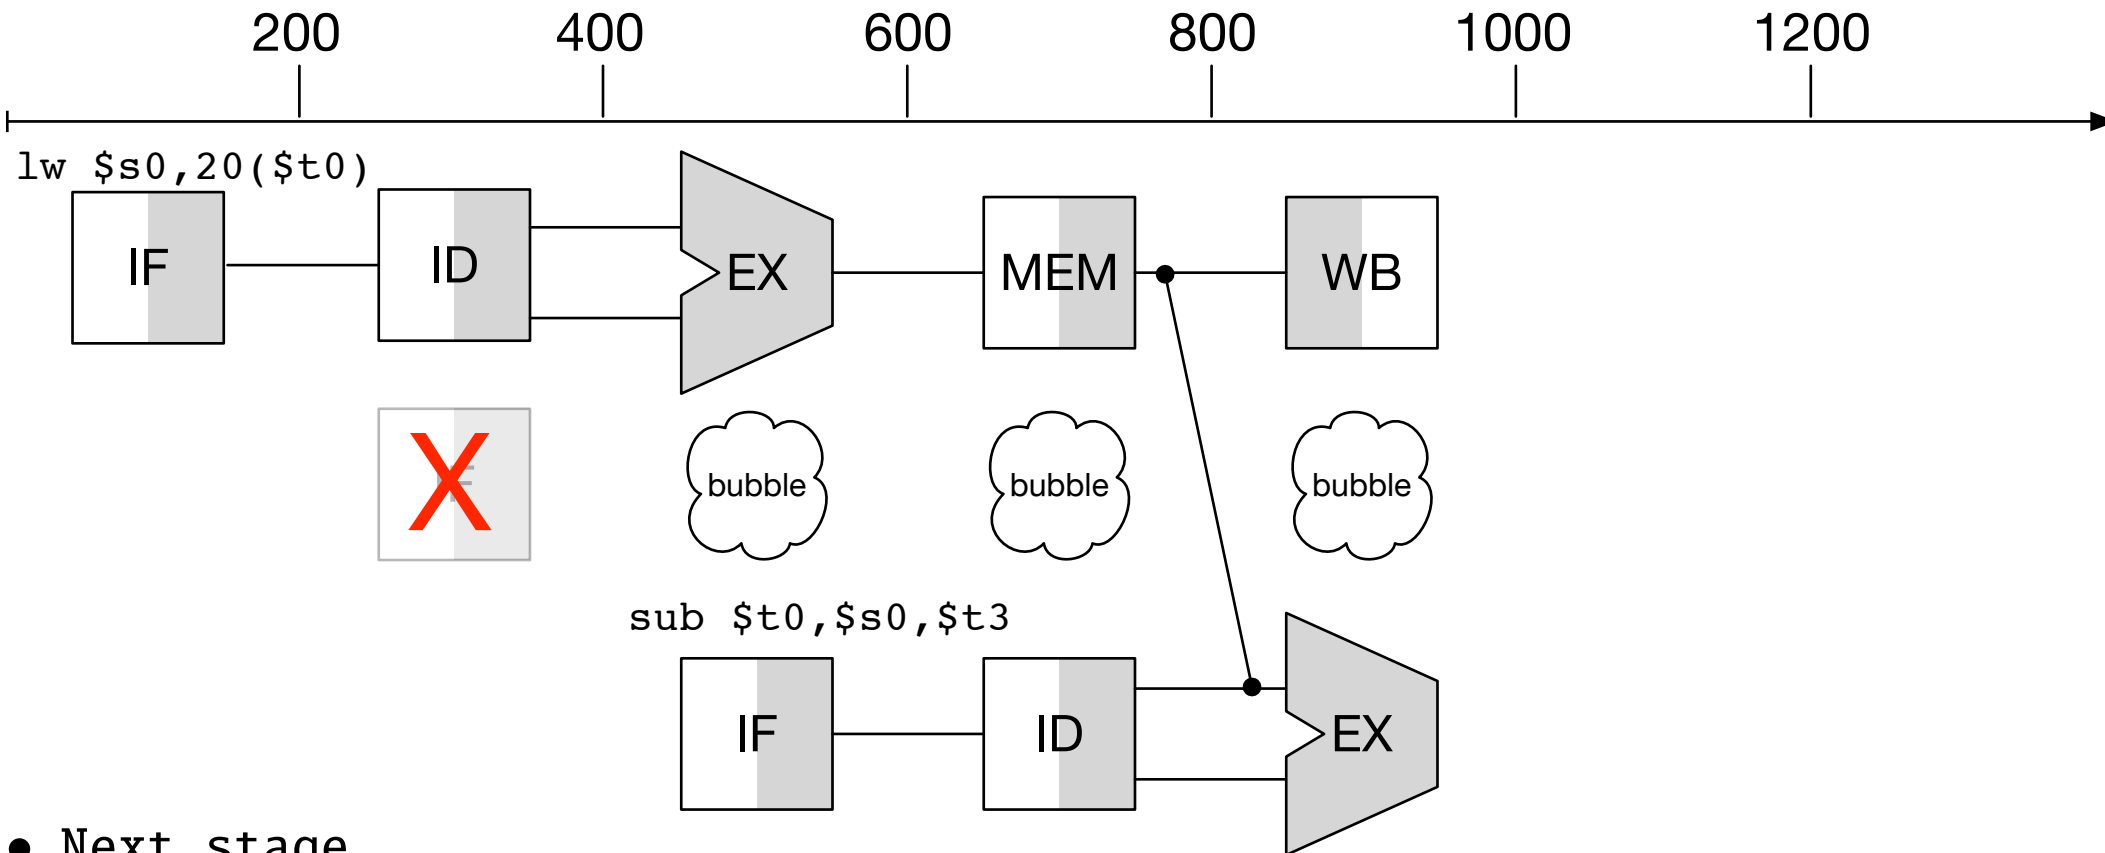 200 400 600 800 1000 1200
lw $s0,20($t0)
IF ID EX MEM WB
X bubble bubble bubble
sub $t0,$s0,$t3
IF ID EX
• Next stage